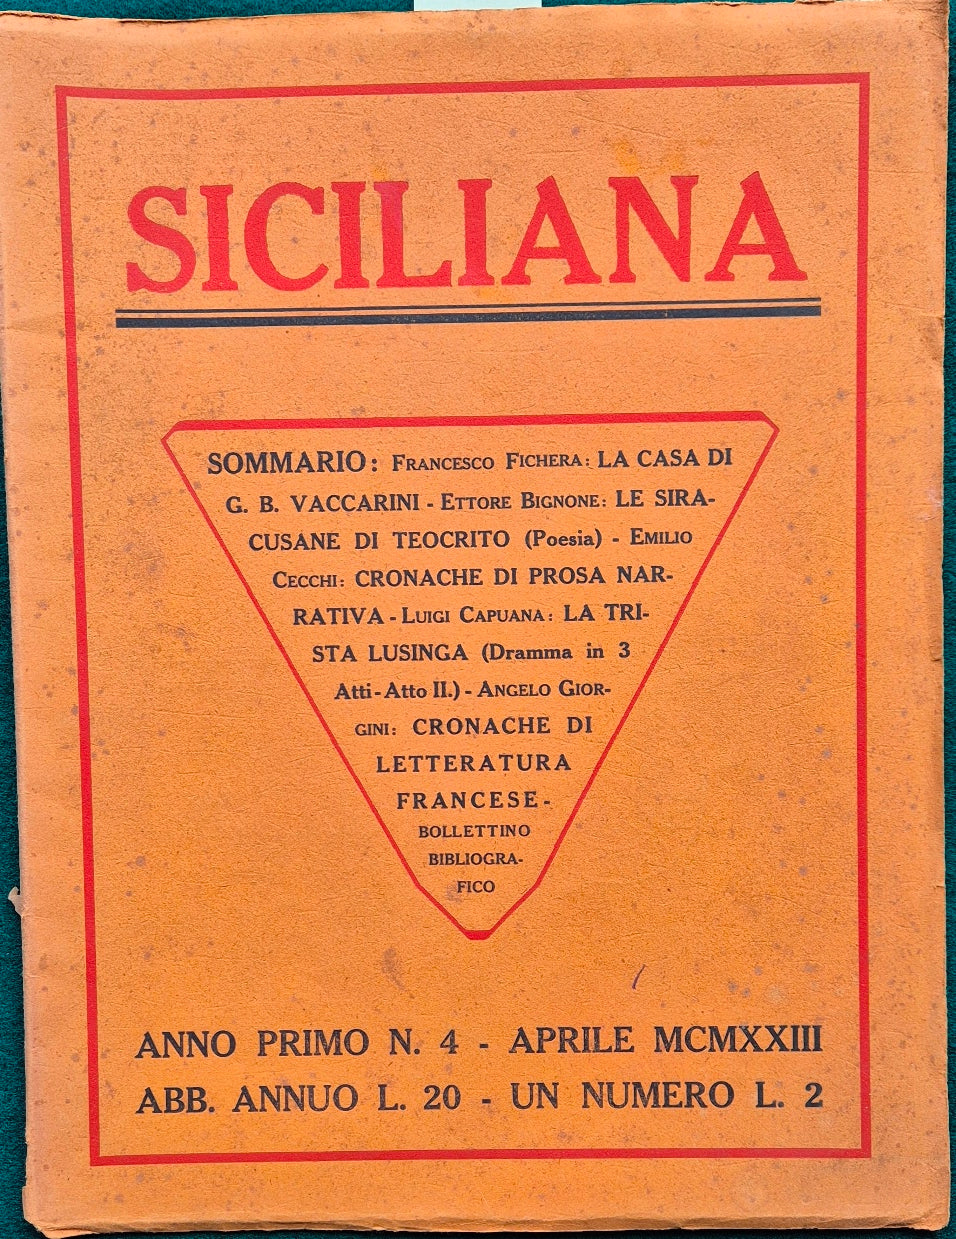 SICILIANA
SOMMARIO: FRANCESCO FICHERA: LA CASA DI
G. B. VACCARINI - ETTORE BIGNONE: LE SIRA-
CUSANE DI TEOCRITO (Poesia) - EMILIO
CECCHI: CRONACHE DI PROSA NAR-
RATIVA - LUIGI CAPUANA: LA TRI-
STA LUSINGA (Dramma in 3
Atti - Atto II.) - ANGELO GIOR-
GINI: CRONACHE DI
LETTERATURA
FRANCESE -
BOLLETTINO
BIBLIOGRA-
FICO
ANNO PRIMO N. 4 - APRILE MCMXXIII
ABB. ANNUO L. 20 - UN NUMERO L. 2